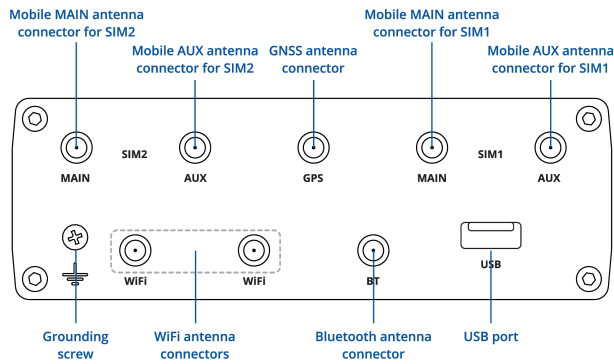 Mobile MAIN antenna
connector for SIM2
Mobile AUX antenna
connector for SIM2
GNSS antenna
connector
Mobile MAIN antenna
connector for SIM1
Mobile AUX antenna
connector for SIM1
MAIN
SIM2
AUX
GPS
MAIN
SIM1
AUX
WiFi
WiFi
BT
USB
Grounding
screw
WiFi antenna
connectors
Bluetooth antenna
connector
USB port